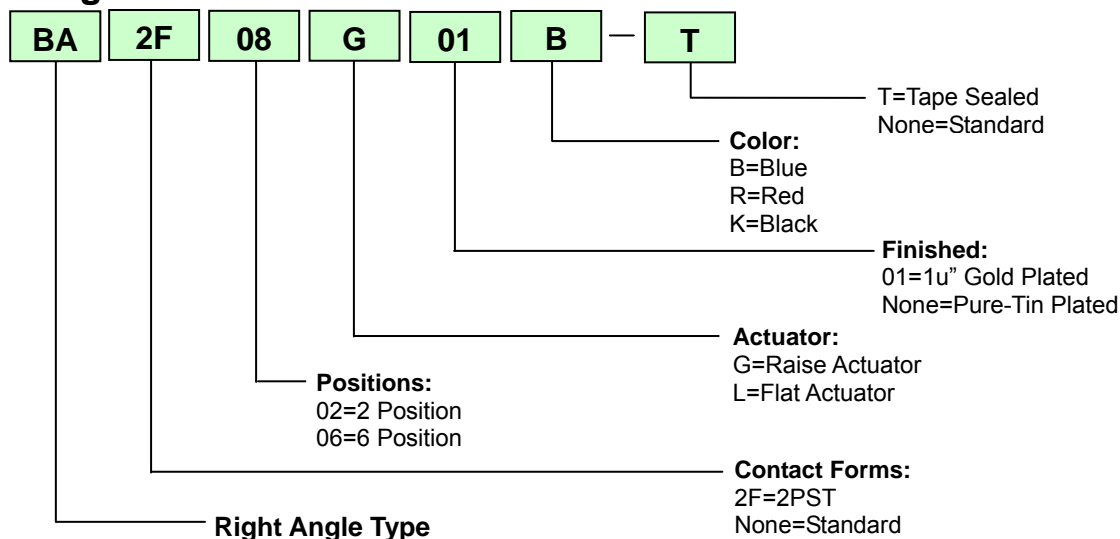 BA 2F 08 G 01 B — T
T=Tape Sealed
None=Standard
Color:
B=Blue
R=Red
K=Black
Finished:
01=1u” Gold Plated
None=Pure-Tin Plated
Actuator:
G=Raise Actuator
L=Flat Actuator
Positions:
02=2 Position
06=6 Position
Contact Forms:
2F=2PST
None=Standard
Right Angle Type